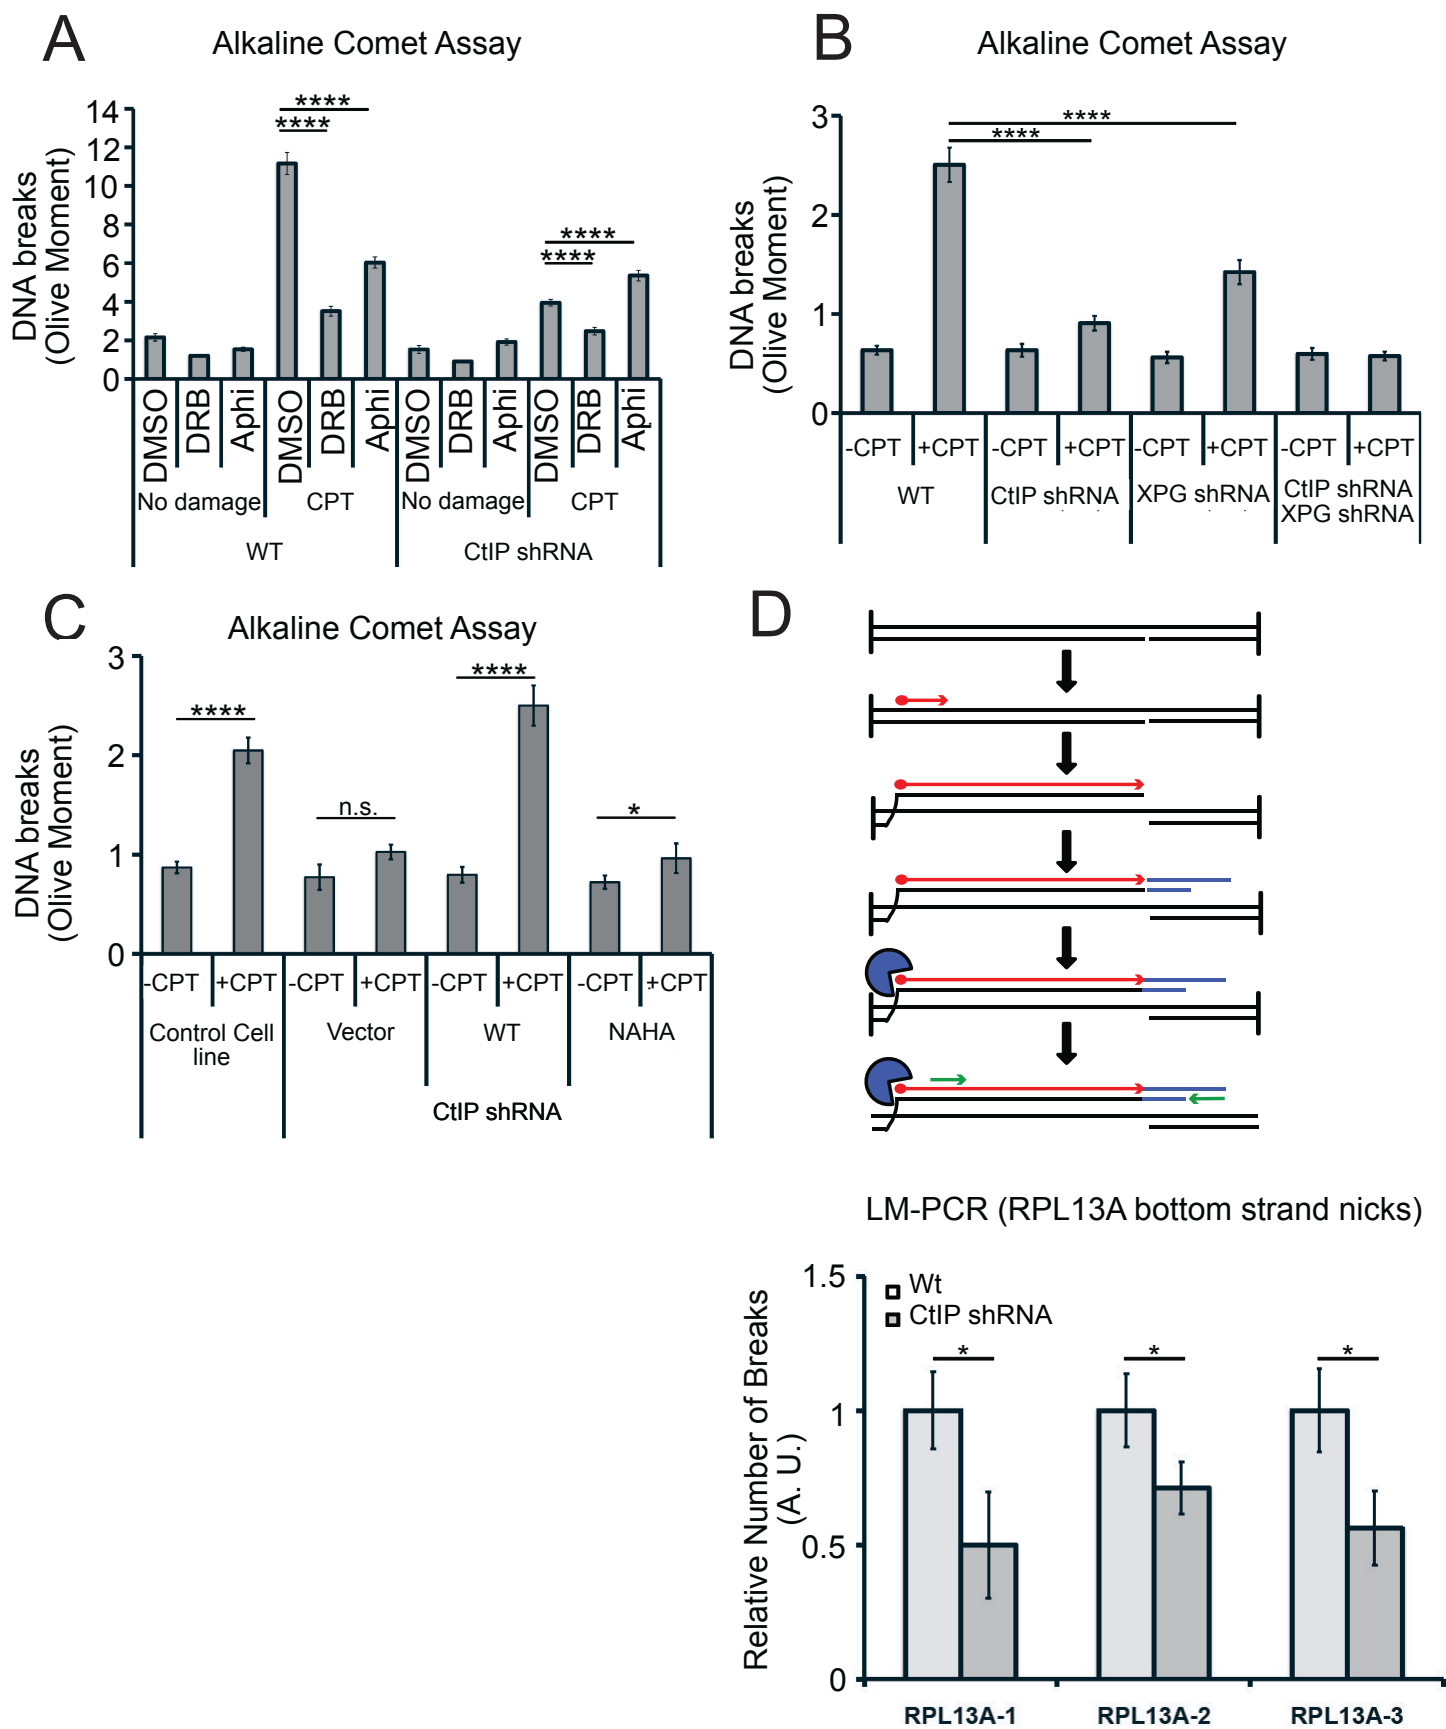 A
Alkaline Comet Assay
DNA breaks
(Olive Moment)
14
12
10
8
6
4
2
0
****
****
****
****
DMSO
DRB
Aphi
DMSO
DRB
Aphi
DMSO
DRB
Aphi
DMSO
DRB
Aphi
No damage
CPT
No damage
CPT
WT
CtIP shRNA
B
Alkaline Comet Assay
DNA breaks
(Olive Moment)
3
2
1
0
****
****
-CPT
+CPT
-CPT
+CPT
-CPT
+CPT
-CPT
+CPT
WT
CtIP shRNA
XPG shRNA
CtIP shRNA
XPG shRNA
C
Alkaline Comet Assay
DNA breaks
(Olive Moment)
3
2
1
0
****
n.s.
****
*
-CPT
+CPT
-CPT
+CPT
-CPT
+CPT
-CPT
+CPT
Control Cell
line
Vector
WT
NAHA
CtIP shRNA
D
LM-PCR (RPL13A bottom strand nicks)
Relative Number of Breaks
(A. U.)
1.5
1
0.5
0
Wt
CtIP shRNA
*
*
*
RPL13A-1
RPL13A-2
RPL13A-3